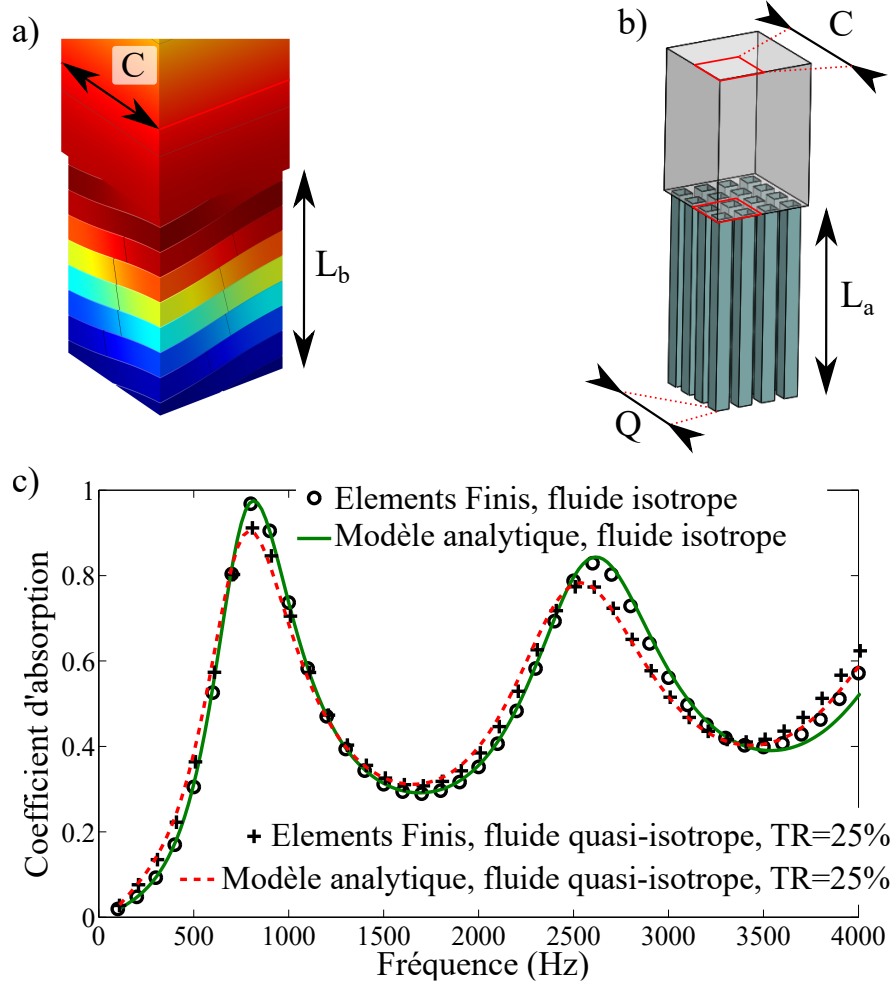 a)
C
L_b
b)
C
L_a
Q
c)
1
0.8
0.6
0.4
0.2
0
Coefficient d'absorption
Elements Finis, fluide isotrope
Modèle analytique, fluide isotrope
Elements Finis, fluide quasi-isotrope, TR=25%
Modèle analytique, fluide quasi-isotrope, TR=25%
0 500 1000 1500 2000 2500 3000 3500 4000
Fréquence (Hz)